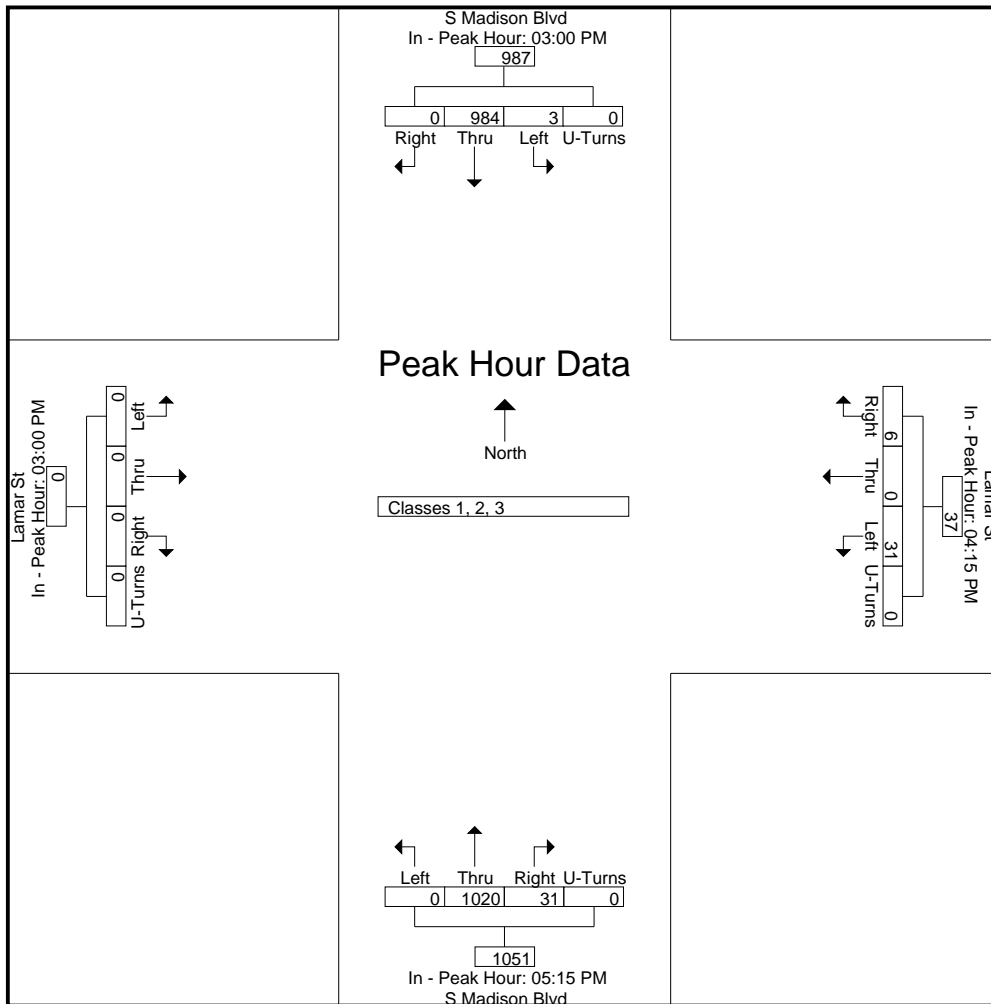 S Madison Blvd
In - Peak Hour: 03:00 PM
987
0 984 3 0
Right Thru Left U-Turns
Peak Hour Data
North
Classes 1, 2, 3
Lamar St
In - Peak Hour: 03:00 PM
0
0 0 0 0
Left Thru Right U-Turns
Lamar St
In - Peak Hour: 04:15 PM
37
6 0 31 0
Right Thru Left U-Turns
Left Thru Right U-Turns
0 1020 31 0
1051
In - Peak Hour: 05:15 PM
S Madison Blvd